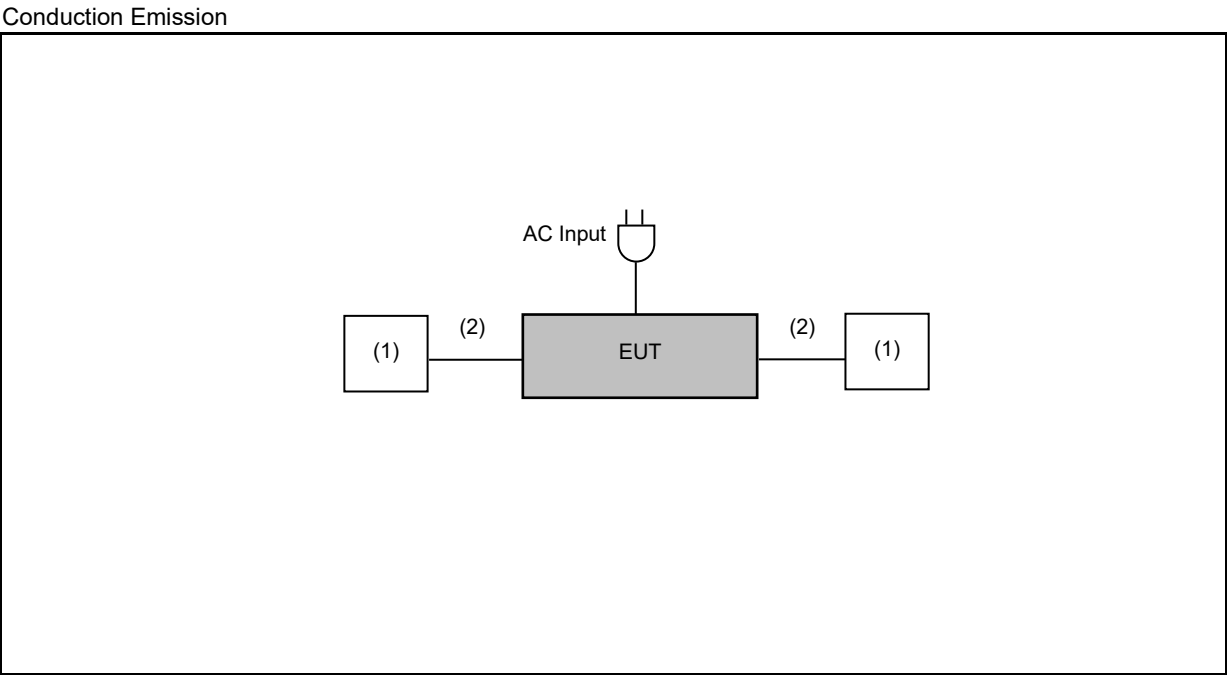 Conduction Emission
AC Input
(2)
(2)
(1)
EUT
(1)